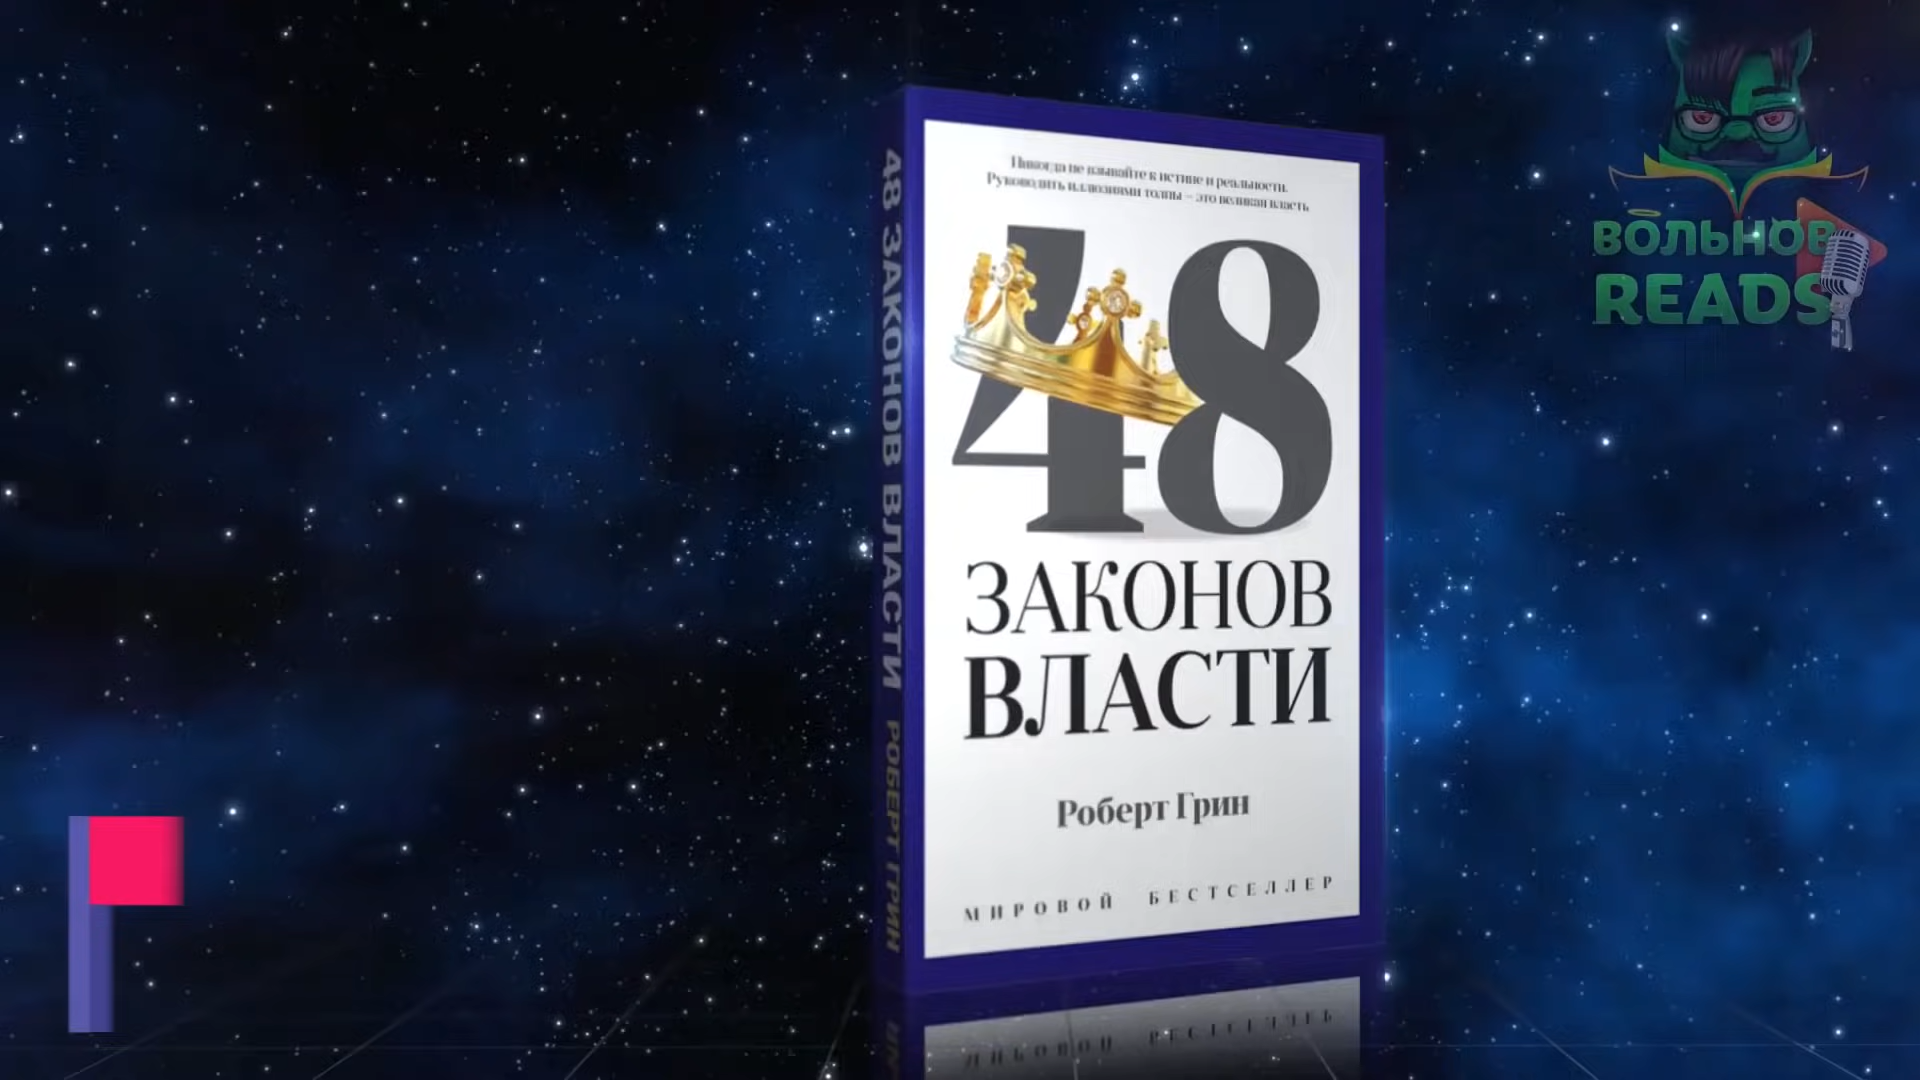 48 ЗАКОНОВ ВЛАСТИ РОБЕРТ ГРИН
Никогда не взывайте к истине и реальности.
Руководить иллюзиями толпы – это великая власть
48
ЗАКОНОВ
ВЛАСТИ
Роберт Грин
МИРОВОЙ БЕСТСЕЛЛЕР
ВОЛЬНОВ
READS